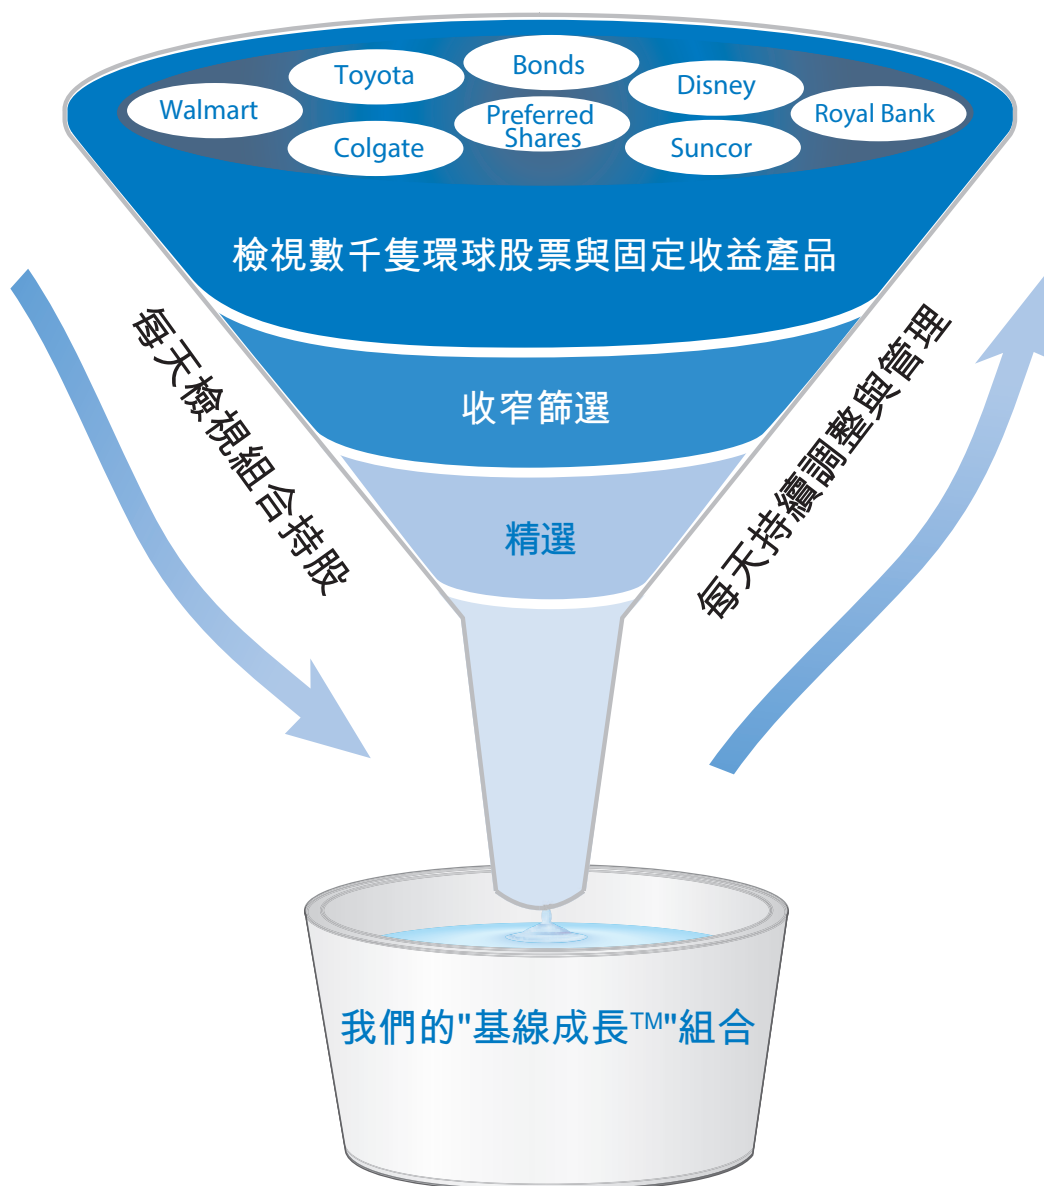 Bonds
Toyota
Disney
Walmart
Preferred
Shares
Royal Bank
Colgate
Suncor
檢視數千隻環球股票與固定收益產品
每天檢視組合持股
收窄篩選
每天持續調整與管理
精選
我們的"基線成長TM"組合